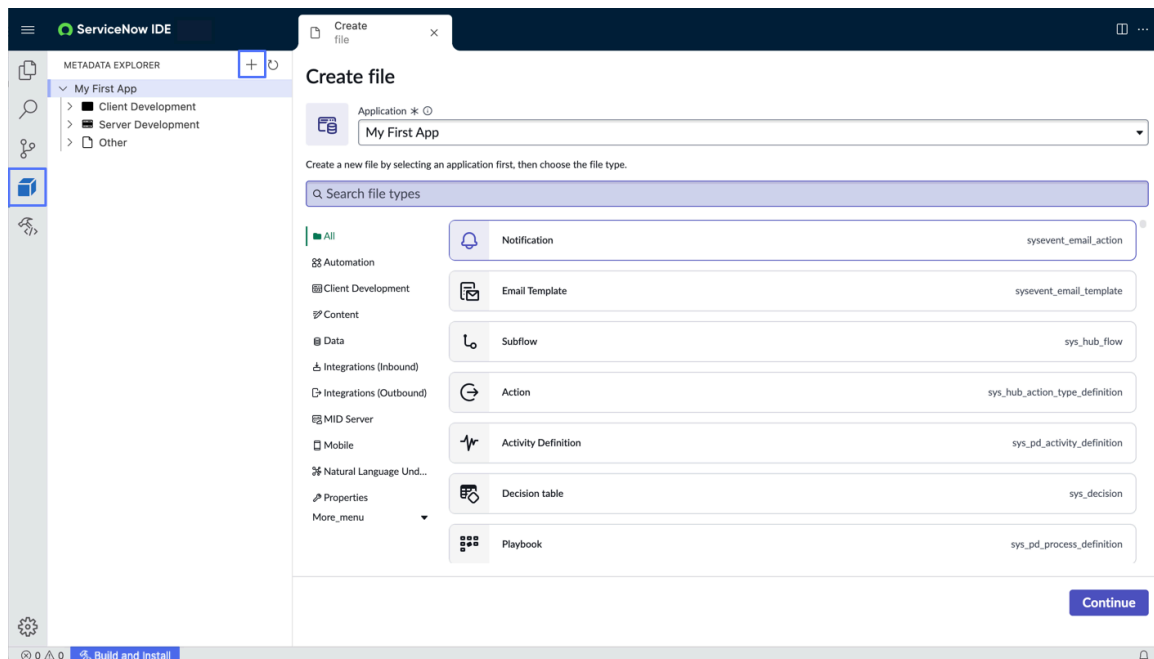 ServiceNow IDE
Create
file
METADATA EXPLORER
My First App
Client Development
Server Development
Other
Create file
Application
My First App
Create a new file by selecting an application first, then choose the file type.
Search file types
All
Automation
Client Development
Content
Data
Integrations (Inbound)
Integrations (Outbound)
MID Server
Mobile
Natural Language Und...
Properties
More_menu
Notification sysevent_email_action
Email Template sysevent_email_template
Subflow sys_hub_flow
Action sys_hub_action_type_definition
Activity Definition sys_pd_activity_definition
Decision table sys_decision
Playbook sys_pd_process_definition
Continue
0 0 Build and Install